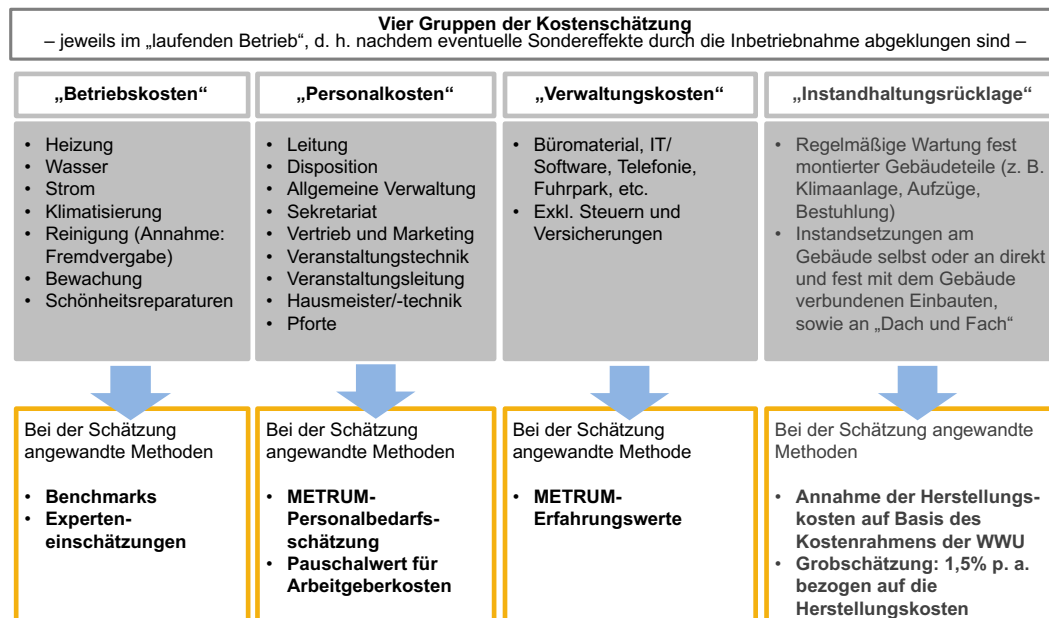 Vier Gruppen der Kostenschätzung
– jeweils im „laufenden Betrieb“, d. h. nachdem eventuelle Sondereffekte durch die Inbetriebnahme abgeklungen sind –
„Betriebskosten“
• Heizung
• Wasser
• Strom
• Klimatisierung
• Reinigung (Annahme:
Fremdvergabe)
• Bewachung
• Schönheitsreparaturen
Bei der Schätzung
angewandte Methoden
• Benchmarks
• Experten-
einschätzungen
„Personalkosten“
• Leitung
• Disposition
• Allgemeine Verwaltung
• Sekretariat
• Vertrieb und Marketing
• Veranstaltungstechnik
• Veranstaltungsleitung
• Hausmeister/-technik
• Pforte
Bei der Schätzung
angewandte Methoden
• METRUM-
Personalbedarfs-
schätzung
• Pauschalwert für
Arbeitgeberkosten
„Verwaltungskosten“
• Büromaterial, IT/
Software, Telefonie,
Fuhrpark, etc.
• Exkl. Steuern und
Versicherungen
Bei der Schätzung
angewandte Methode
• METRUM-
Erfahrungswerte
„Instandhaltungsrücklage“
• Regelmäßige Wartung fest
montierter Gebäudeteile (z. B.
Klimaanlage, Aufzüge,
Bestuhlung)
• Instandsetzungen am
Gebäude selbst oder an direkt
und fest mit dem Gebäude
verbundenen Einbauten,
sowie an „Dach und Fach“
Bei der Schätzung angewandte
Methoden
• Annahme der Herstellungs-
kosten auf Basis des
Kostenrahmens der WWU
• Grobschätzung: 1,5% p. a.
bezogen auf die
Herstellungskosten